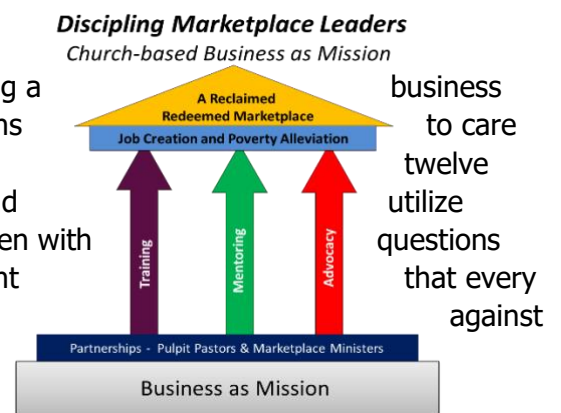 Discipling Marketplace Leaders
Church-based Business as Mission
g a business
A Reclaimed
Redeemed Marketplace
ns to care
Job Creation and Poverty Alleviation
twelve
d utilize
en with questions
nt that every
against
Training
Mentoring
Advocacy
Partnerships - Pulpit Pastors & Marketplace Ministers
Business as Mission